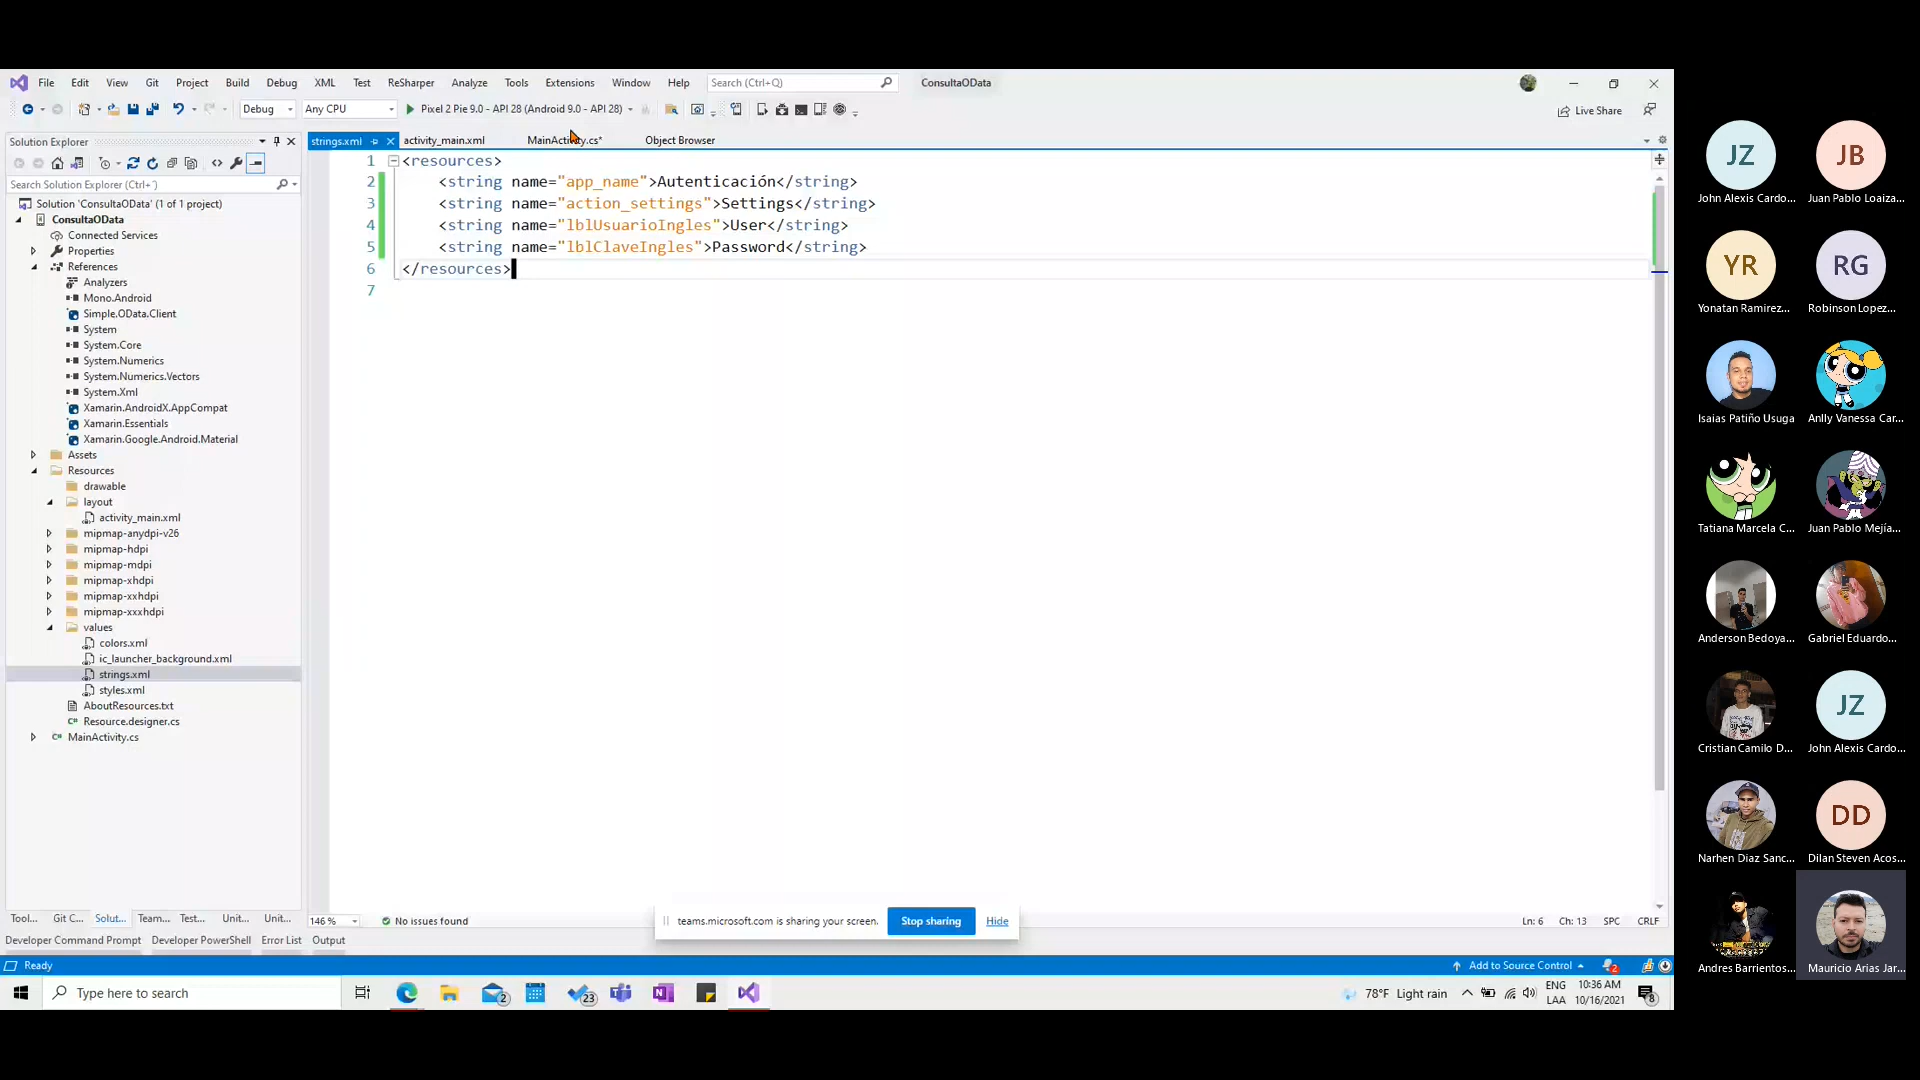 File Edit View Git Project Build Debug XML Test ReSharper Analyze Tools Extensions Window Help Search (Ctrl+Q) ConsultaOData
Debug Any CPU Pixel 2 Pie 9.0 - API 28 (Android 9.0 - API 28) Live Share
Solution Explorer
Search Solution Explorer (Ctrl+´)
Solution 'ConsultaOData' (1 of 1 project)
ConsultaOData
Connected Services
Properties
References
Analyzers
Mono.Android
Simple.OData.Client
System
System.Core
System.Numerics
System.Numerics.Vectors
System.Xml
Xamarin.AndroidX.AppCompat
Xamarin.Essentials
Xamarin.Google.Android.Material
Assets
Resources
drawable
layout
activity_main.xml
mipmap-anydpi-v26
mipmap-hdpi
mipmap-mdpi
mipmap-xhdpi
mipmap-xxhdpi
mipmap-xxxhdpi
values
colors.xml
ic_launcher_background.xml
strings.xml
styles.xml
AboutResources.txt
Resource.designer.cs
MainActivity.cs
Tool... Git C... Solut... Team... Test... Unit... Unit...
strings.xml activity_main.xml MainActivity.cs* Object Browser
1 <resources>
2 <string name="app_name">Autenticación</string>
3 <string name="action_settings">Settings</string>
4 <string name="lblUsuarioIngles">User</string>
5 <string name="lblClaveIngles">Password</string>
6 </resources>
7
146 % No issues found Ln: 6 Ch: 13 SPC CRLF
teams.microsoft.com is sharing your screen. Stop sharing Hide
Developer Command Prompt Developer PowerShell Error List Output
Ready Add to Source Control 2
Type here to search 2 23 78°F Light rain ENG LAA 10:36 AM 10/16/2021 8
JZ JB
John Alexis Cardo... Juan Pablo Loaiza...
YR RG
Yonatan Ramirez... Robinson Lopez...
Isaias Patiño Usuga Anlly Vanessa Car...
Tatiana Marcela C... Juan Pablo Mejía...
Anderson Bedoya... Gabriel Eduardo...
JZ
Cristian Camilo D... John Alexis Cardo...
DD
Narhen Diaz Sanc... Dilan Steven Acos...
Andres Barrientos... Mauricio Arias Jar...